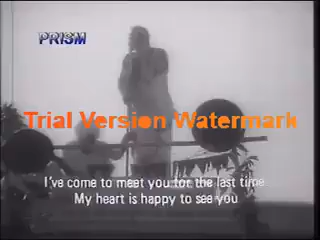 PRISM
Trial Version Watermark
I've come to meet you for the last time
My heart is happy to see you